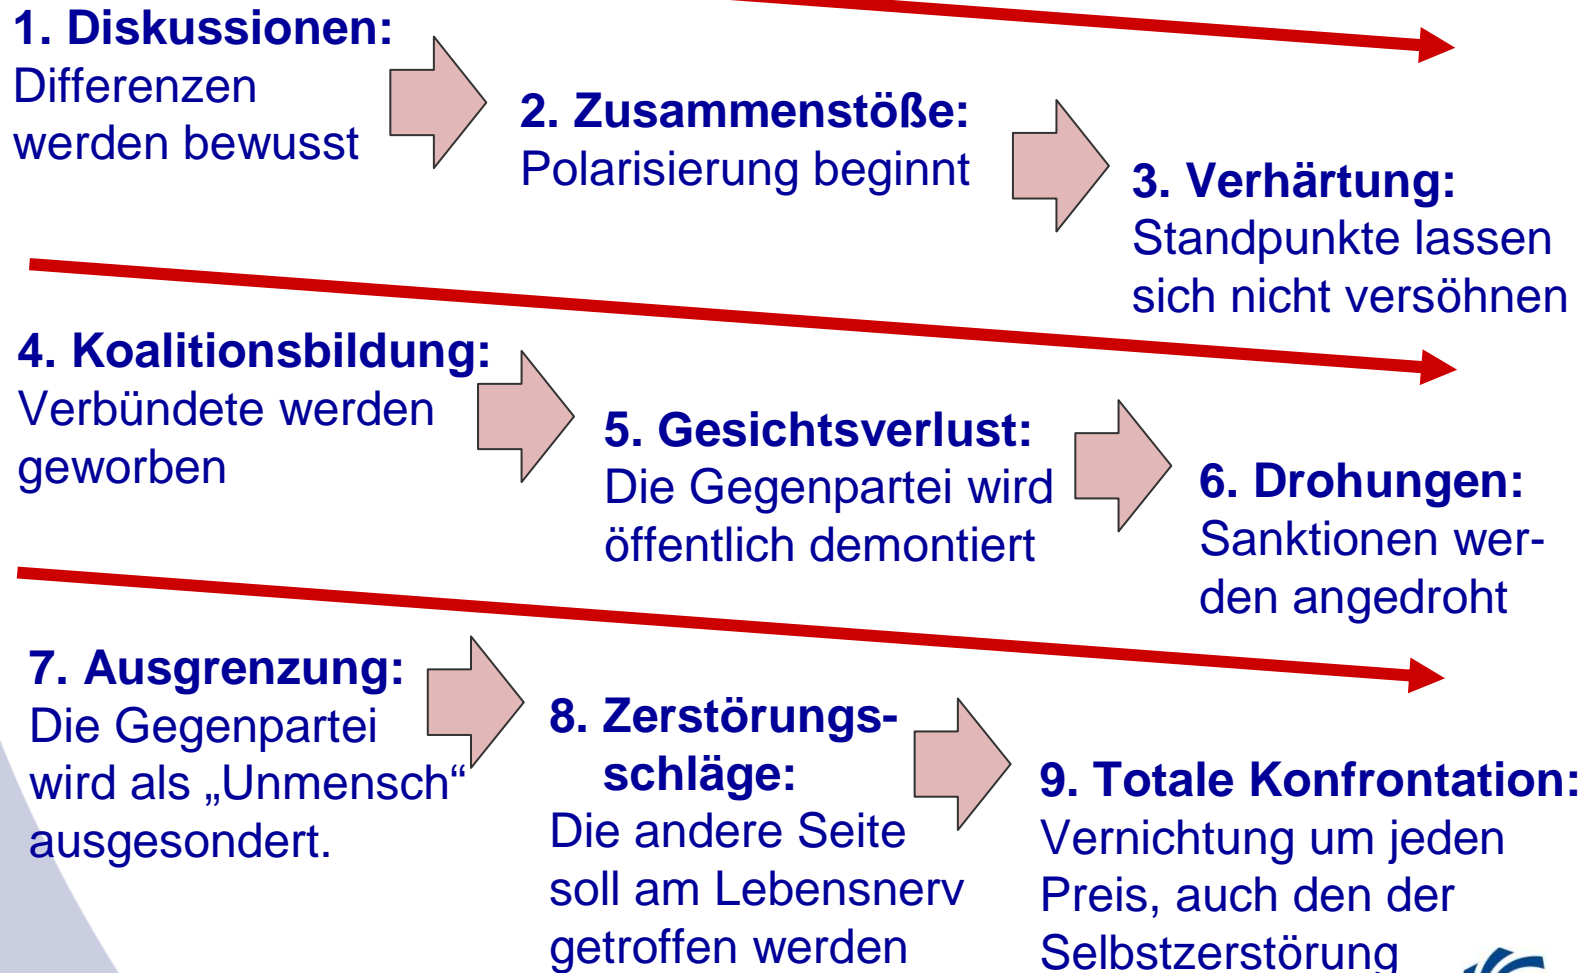 1. Diskussionen:
Differenzen
werden bewusst
2. Zusammenstöße:
Polarisierung beginnt
3. Verhärtung:
Standpunkte lassen
sich nicht versöhnen
4. Koalitionsbildung:
Verbündete werden
geworben
5. Gesichtsverlust:
Die Gegenpartei wird
öffentlich demontiert
6. Drohungen:
Sanktionen wer-
den angedroht
7. Ausgrenzung:
Die Gegenpartei
wird als „Unmensch“
ausgesondert.
8. Zerstörungs-
schläge:
Die andere Seite
soll am Lebensnerv
getroffen werden
9. Totale Konfrontation:
Vernichtung um jeden
Preis, auch den der
Selbstzerstörung